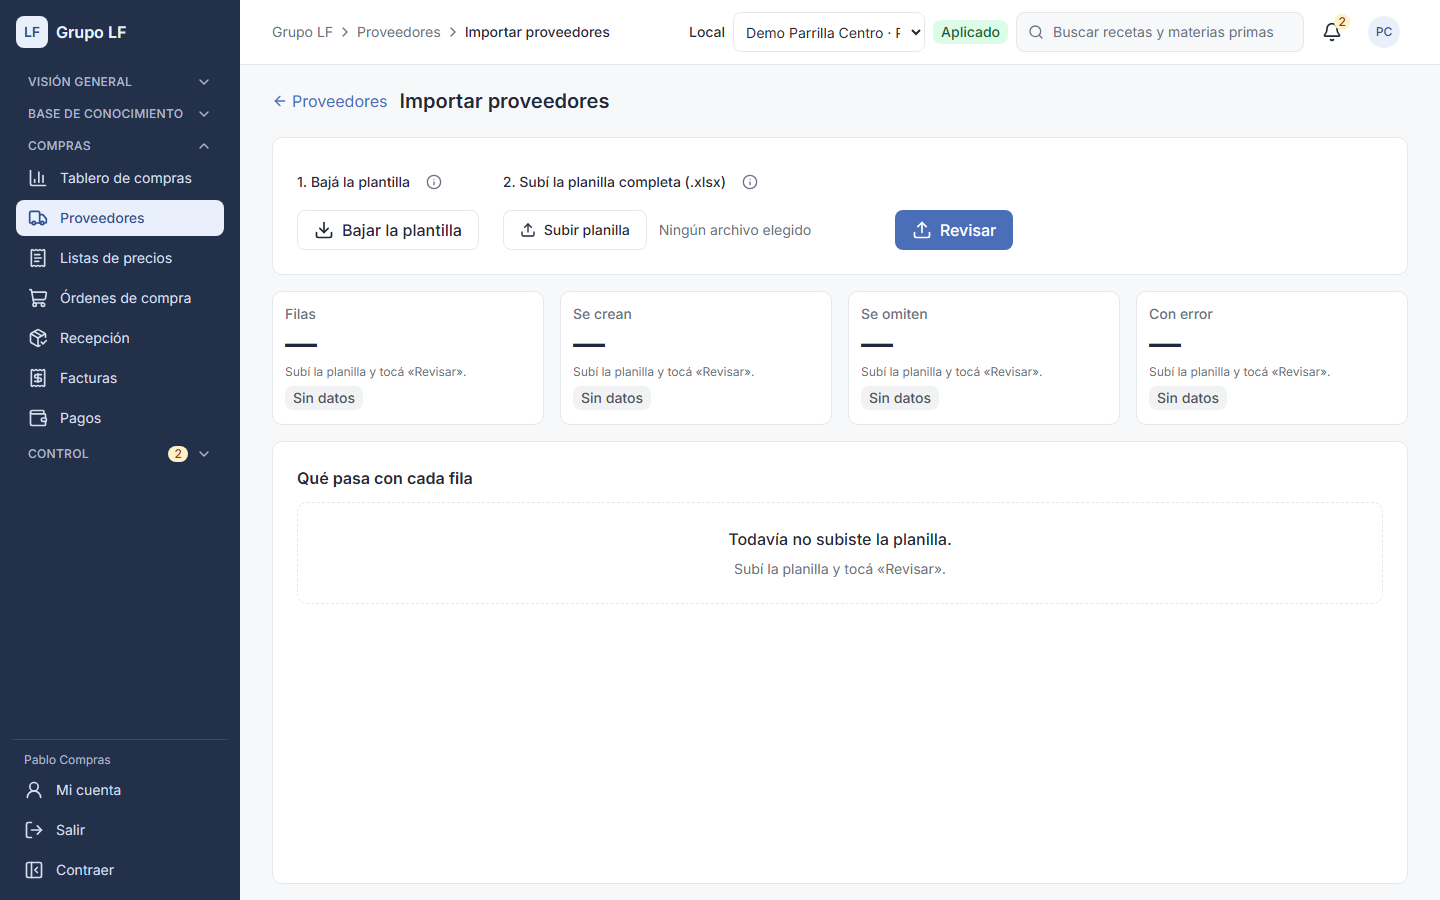 LF Grupo LF
VISIÓN GENERAL
BASE DE CONOCIMIENTO
COMPRAS
Tablero de compras
Proveedores
Listas de precios
Órdenes de compra
Recepción
Facturas
Pagos
CONTROL 2
Pablo Compras
Mi cuenta
Salir
Contraer
Grupo LF > Proveedores > Importar proveedores
Local
Demo Parrilla Centro ·
Aplicado
Buscar recetas y materias primas
2
PC
← Proveedores Importar proveedores
1. Bajá la plantilla
2. Subí la planilla completa (.xlsx)
Bajar la plantilla
Subir planilla
Ningún archivo elegido
Revisar
Filas
—
Subí la planilla y tocá «Revisar».
Sin datos
Se crean
—
Subí la planilla y tocá «Revisar».
Sin datos
Se omiten
—
Subí la planilla y tocá «Revisar».
Sin datos
Con error
—
Subí la planilla y tocá «Revisar».
Sin datos
Qué pasa con cada fila
Todavía no subiste la planilla.
Subí la planilla y tocá «Revisar».